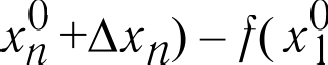 x_n^0 + Δx_n) − f( x_1^0